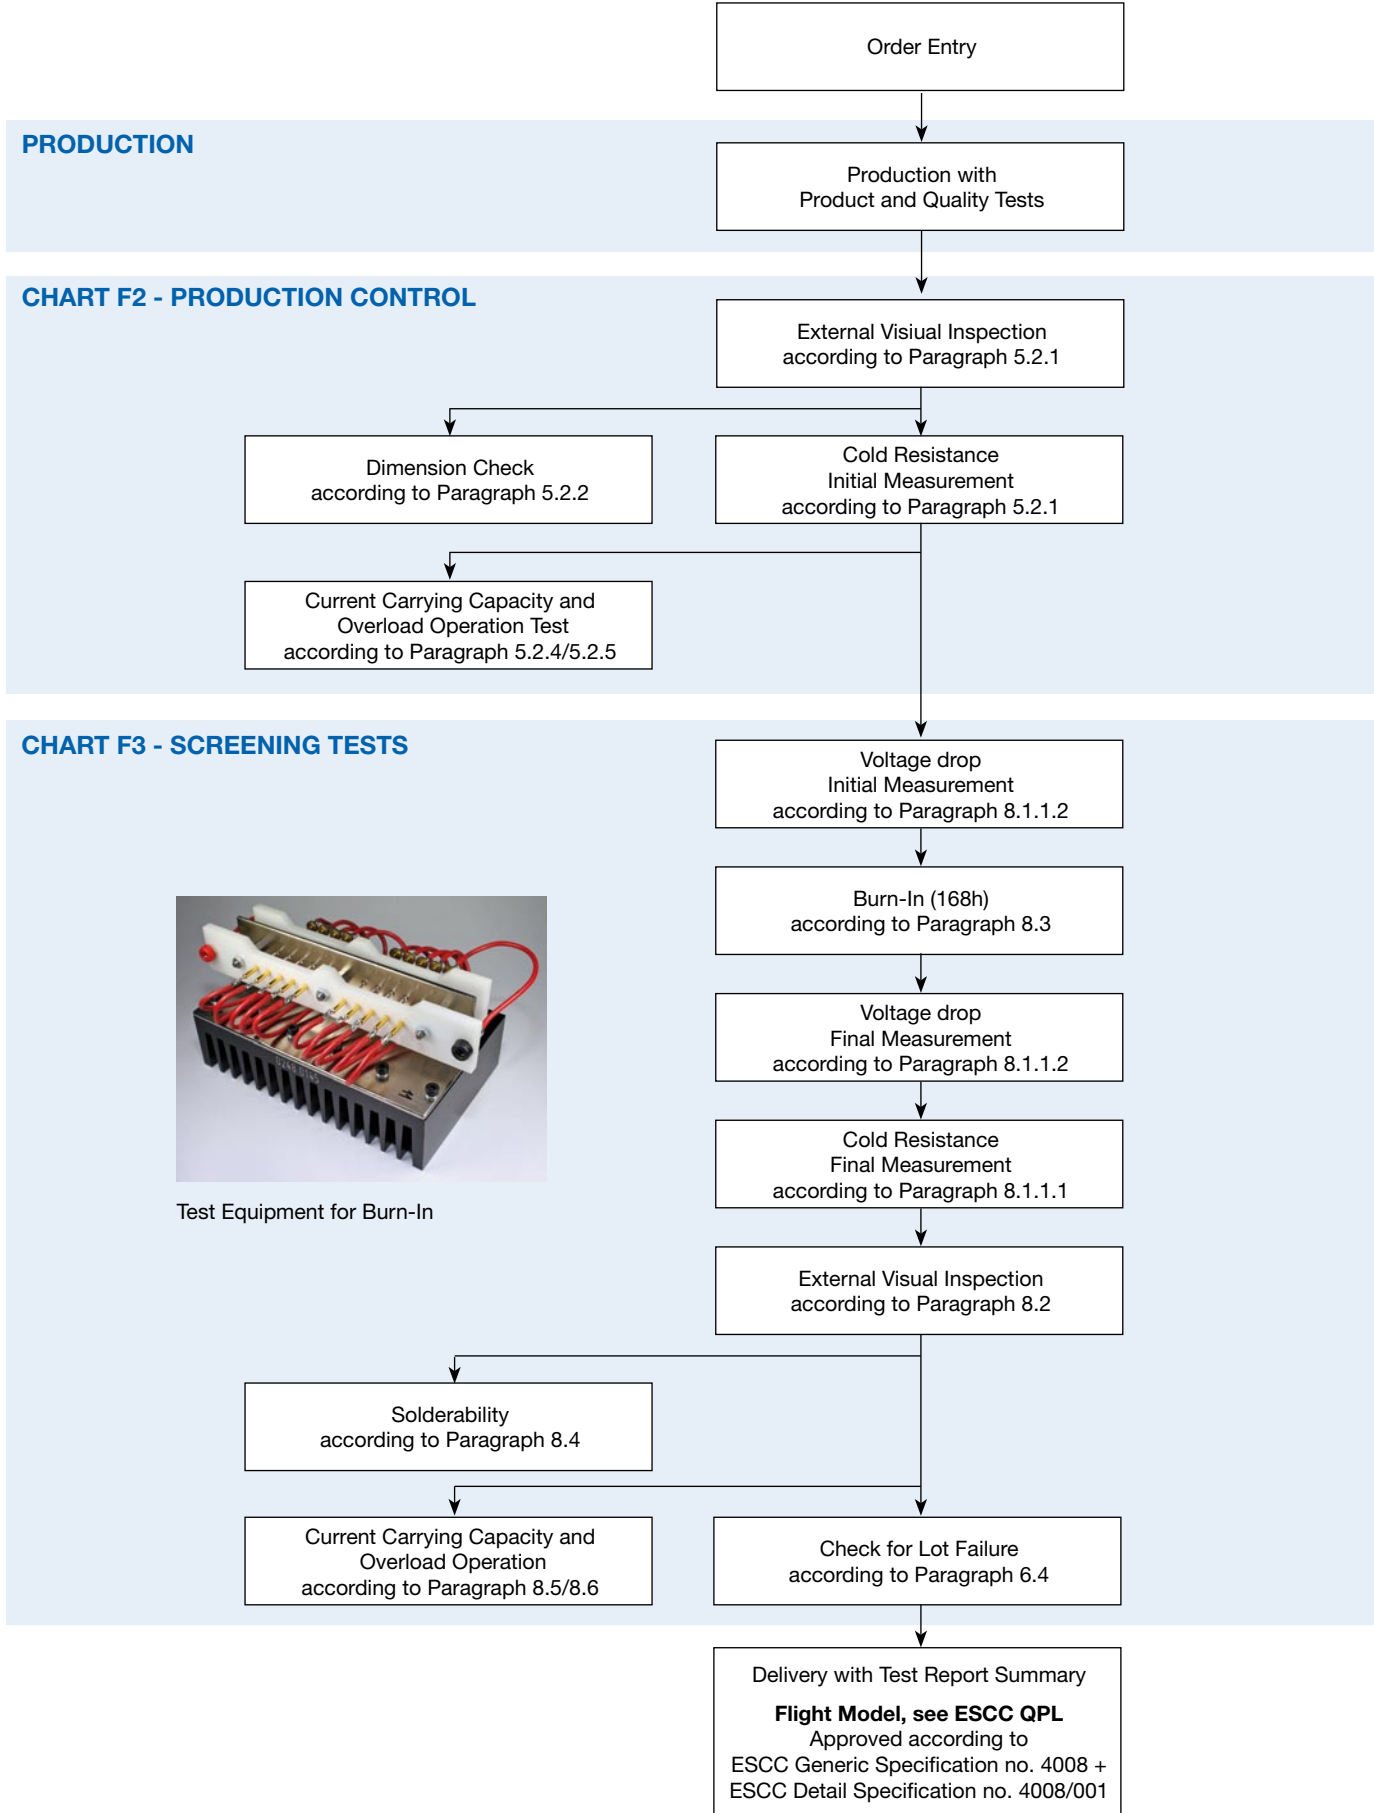 Order Entry
PRODUCTION
Production with
Product and Quality Tests
CHART F2 - PRODUCTION CONTROL
External Visiual Inspection
according to Paragraph 5.2.1
Dimension Check
according to Paragraph 5.2.2
Cold Resistance
Initial Measurement
according to Paragraph 5.2.1
Current Carrying Capacity and
Overload Operation Test
according to Paragraph 5.2.4/5.2.5
CHART F3 - SCREENING TESTS
Voltage drop
Initial Measurement
according to Paragraph 8.1.1.2
Burn-In (168h)
according to Paragraph 8.3
Voltage drop
Final Measurement
according to Paragraph 8.1.1.2
Cold Resistance
Final Measurement
according to Paragraph 8.1.1.1
Test Equipment for Burn-In
External Visual Inspection
according to Paragraph 8.2
Solderability
according to Paragraph 8.4
Current Carrying Capacity and
Overload Operation
according to Paragraph 8.5/8.6
Check for Lot Failure
according to Paragraph 6.4
Delivery with Test Report Summary
Flight Model, see ESCC QPL
Approved according to
ESCC Generic Specification no. 4008 +
ESCC Detail Specification no. 4008/001